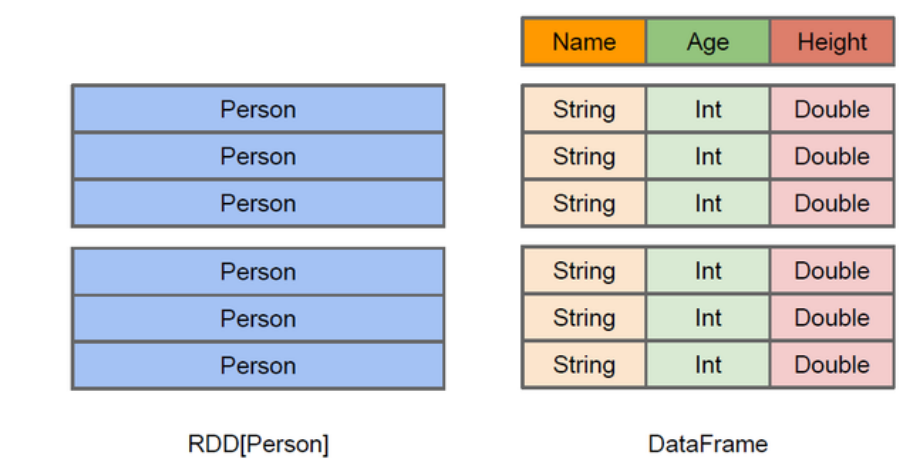 Name Age Height
Person String Int Double
Person String Int Double
Person String Int Double
Person String Int Double
Person String Int Double
Person String Int Double
RDD[Person] DataFrame